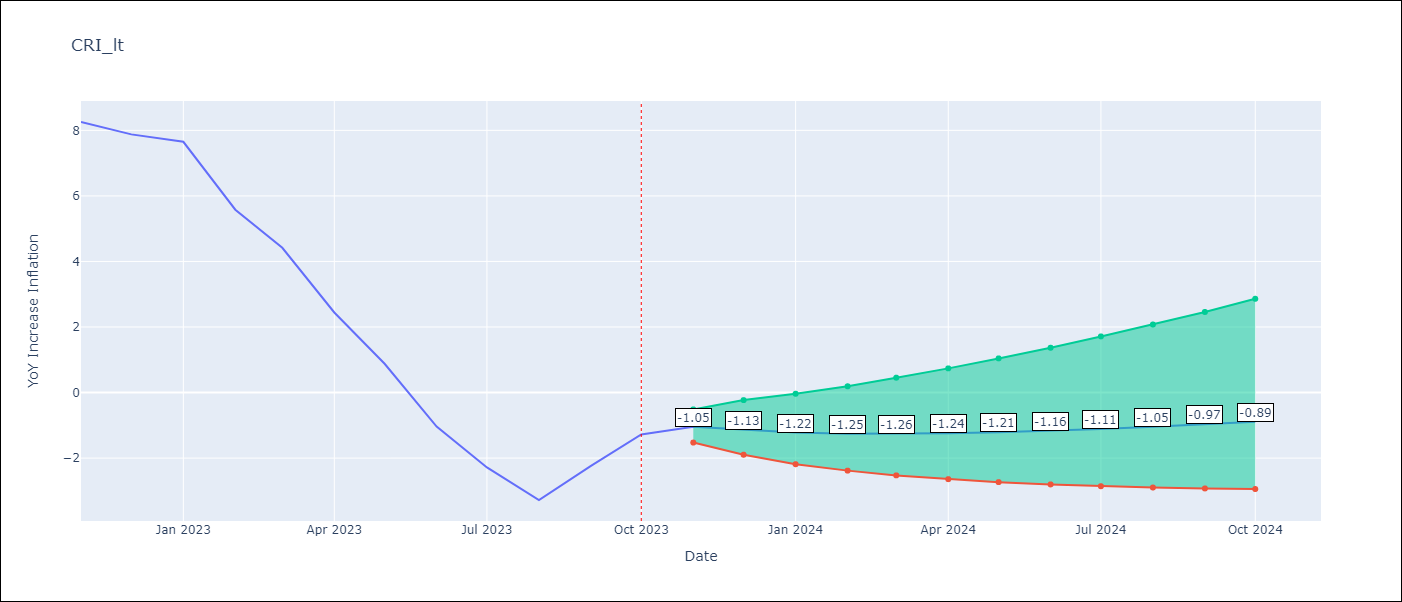 CRI_lt
YoY Increase Inflation
8
6
4
2
0
−2
-1.05
-1.13
-1.22
-1.25
-1.26
-1.24
-1.21
-1.16
-1.11
-1.05
-0.97
-0.89
Jan 2023
Apr 2023
Jul 2023
Oct 2023
Jan 2024
Apr 2024
Jul 2024
Oct 2024
Date